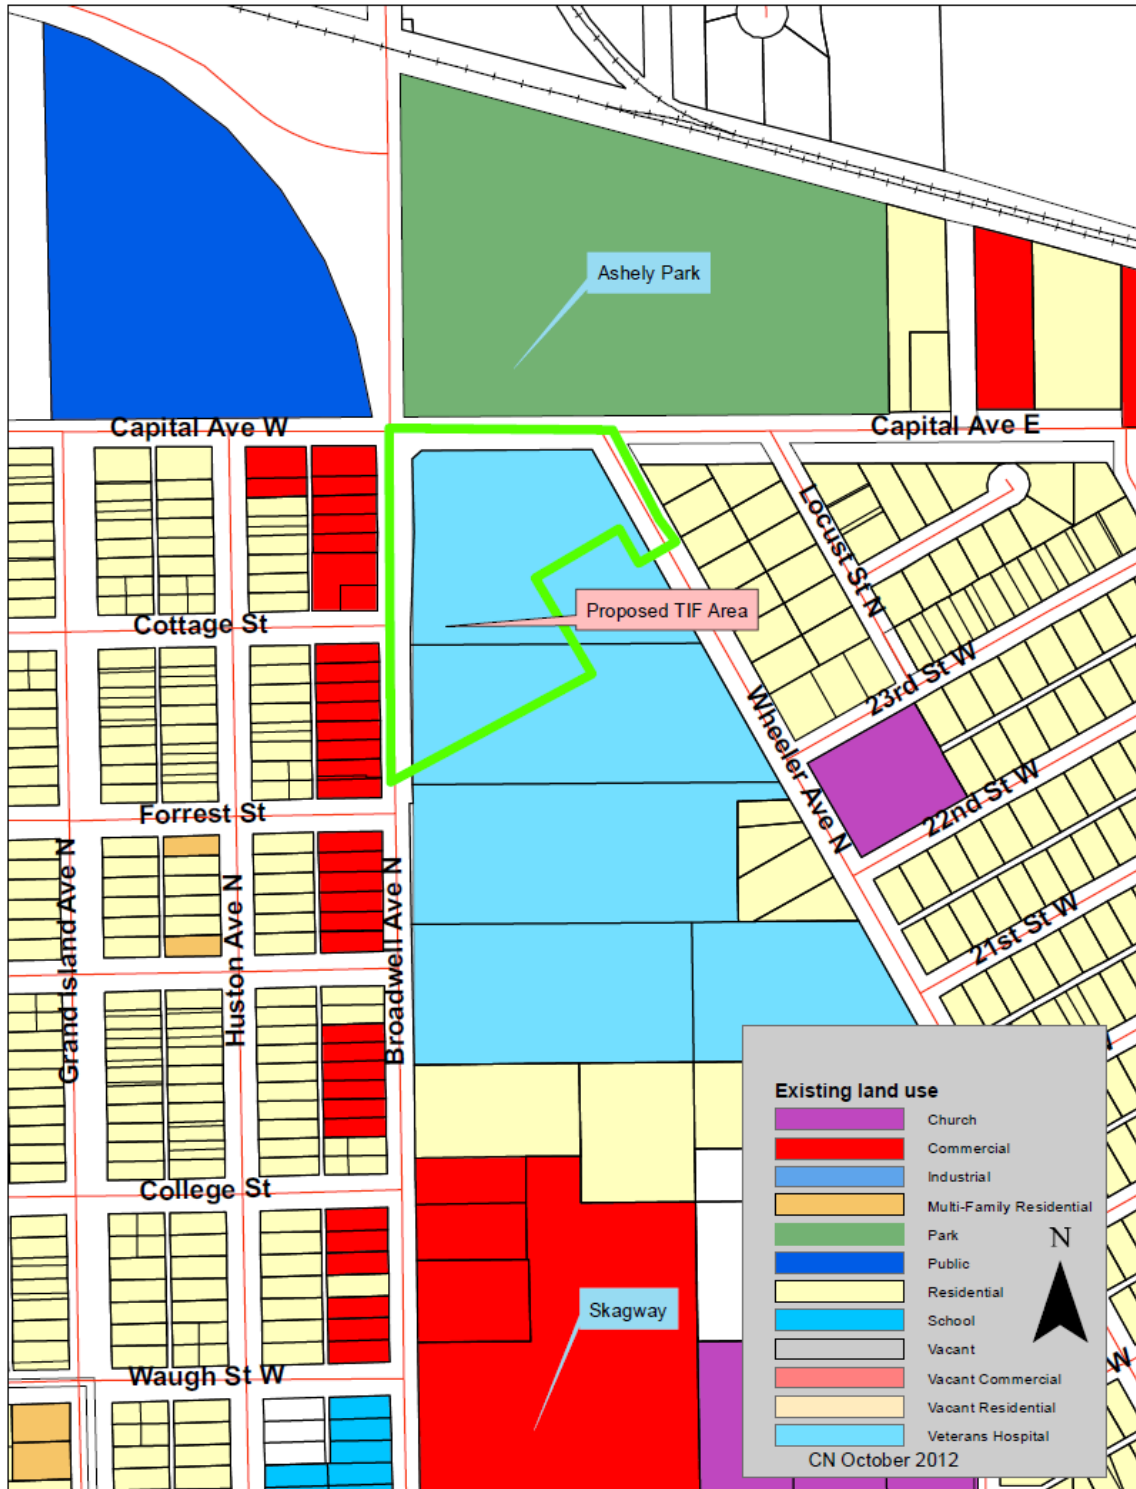 Ashely Park
Capital Ave W
Capital Ave E
Locust St N
Proposed TIF Area
Cottage St
23rd St W
Wheeler Ave N
22nd St W
Forrest St
Grand Island Ave N
Huston Ave N
Broadwell Ave N
21st St W
College St
Skagway
Waugh St W
W
Existing land use
Church
Commercial
Industrial
Multi-Family Residential
Park
Public
Residential
School
Vacant
Vacant Commercial
Vacant Residential
Veterans Hospital
N
CN October 2012